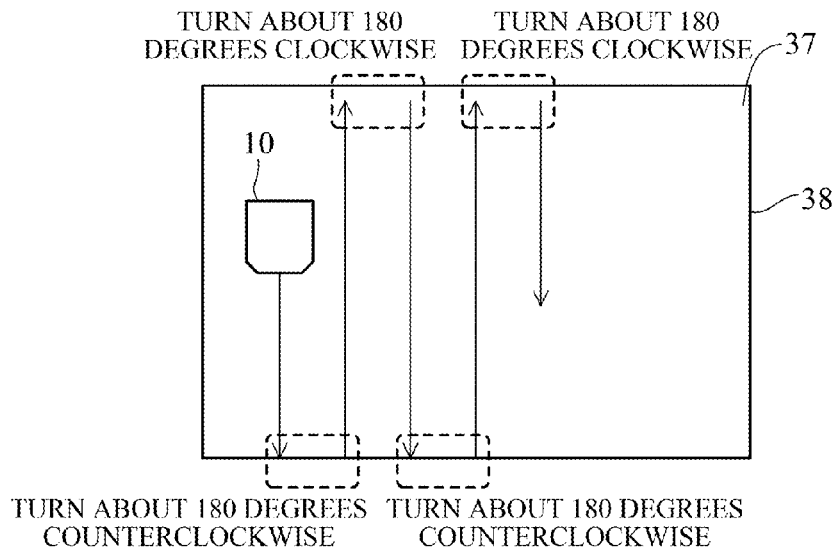 TURN ABOUT 180
DEGREES CLOCKWISE
TURN ABOUT 180
DEGREES CLOCKWISE
37
10
38
TURN ABOUT 180 DEGREES
COUNTERCLOCKWISE
TURN ABOUT 180 DEGREES
COUNTERCLOCKWISE